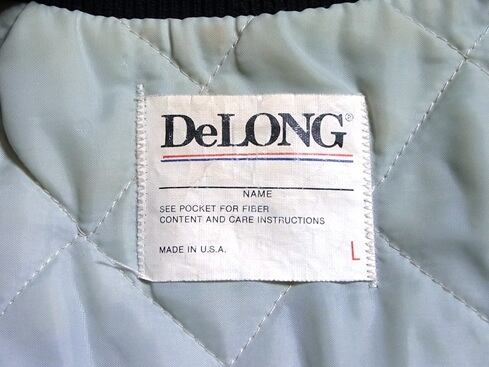 DeLONG®
NAME
SEE POCKET FOR FIBER
CONTENT AND CARE INSTRUCTIONS
MADE IN U.S.A.
L